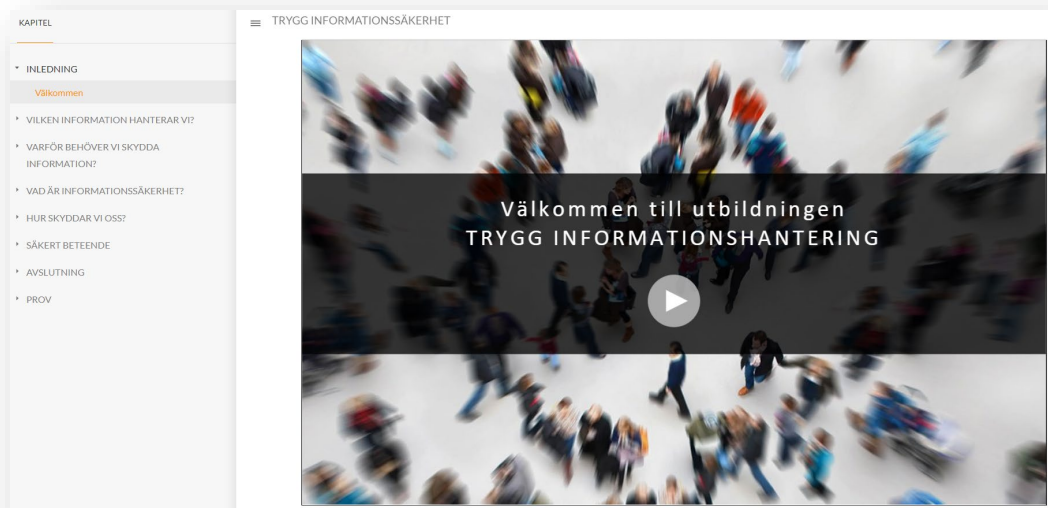 KAPITEL
INLEDNING
Välkommen
VILKEN INFORMATION HANTERAR VI?
VARFÖR BEHÖVER VI SKYDDA
INFORMATION?
VAD ÄR INFORMATIONSSÄKERHET?
HUR SKYDDAR VI OSS?
SÄKERT BETEENDE
AVSLUTNING
PROV
TRYGG INFORMATIONSSÄKERHET
Välkommen till utbildningen
TRYGG INFORMATIONSHANTERING